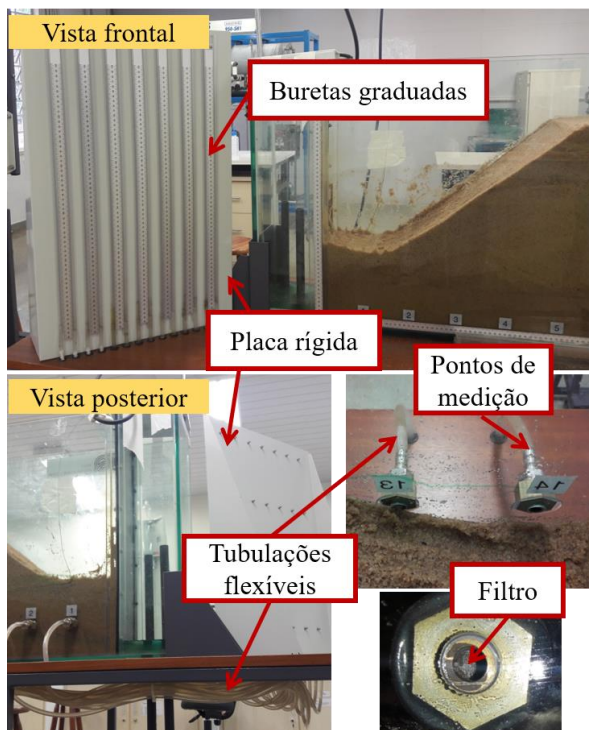 Vista frontal
Buretas graduadas
2
3
4
5
Placa rígida
Vista posterior
Pontos de
medição
13
14
Tubulações
flexíveis
2
1
Filtro